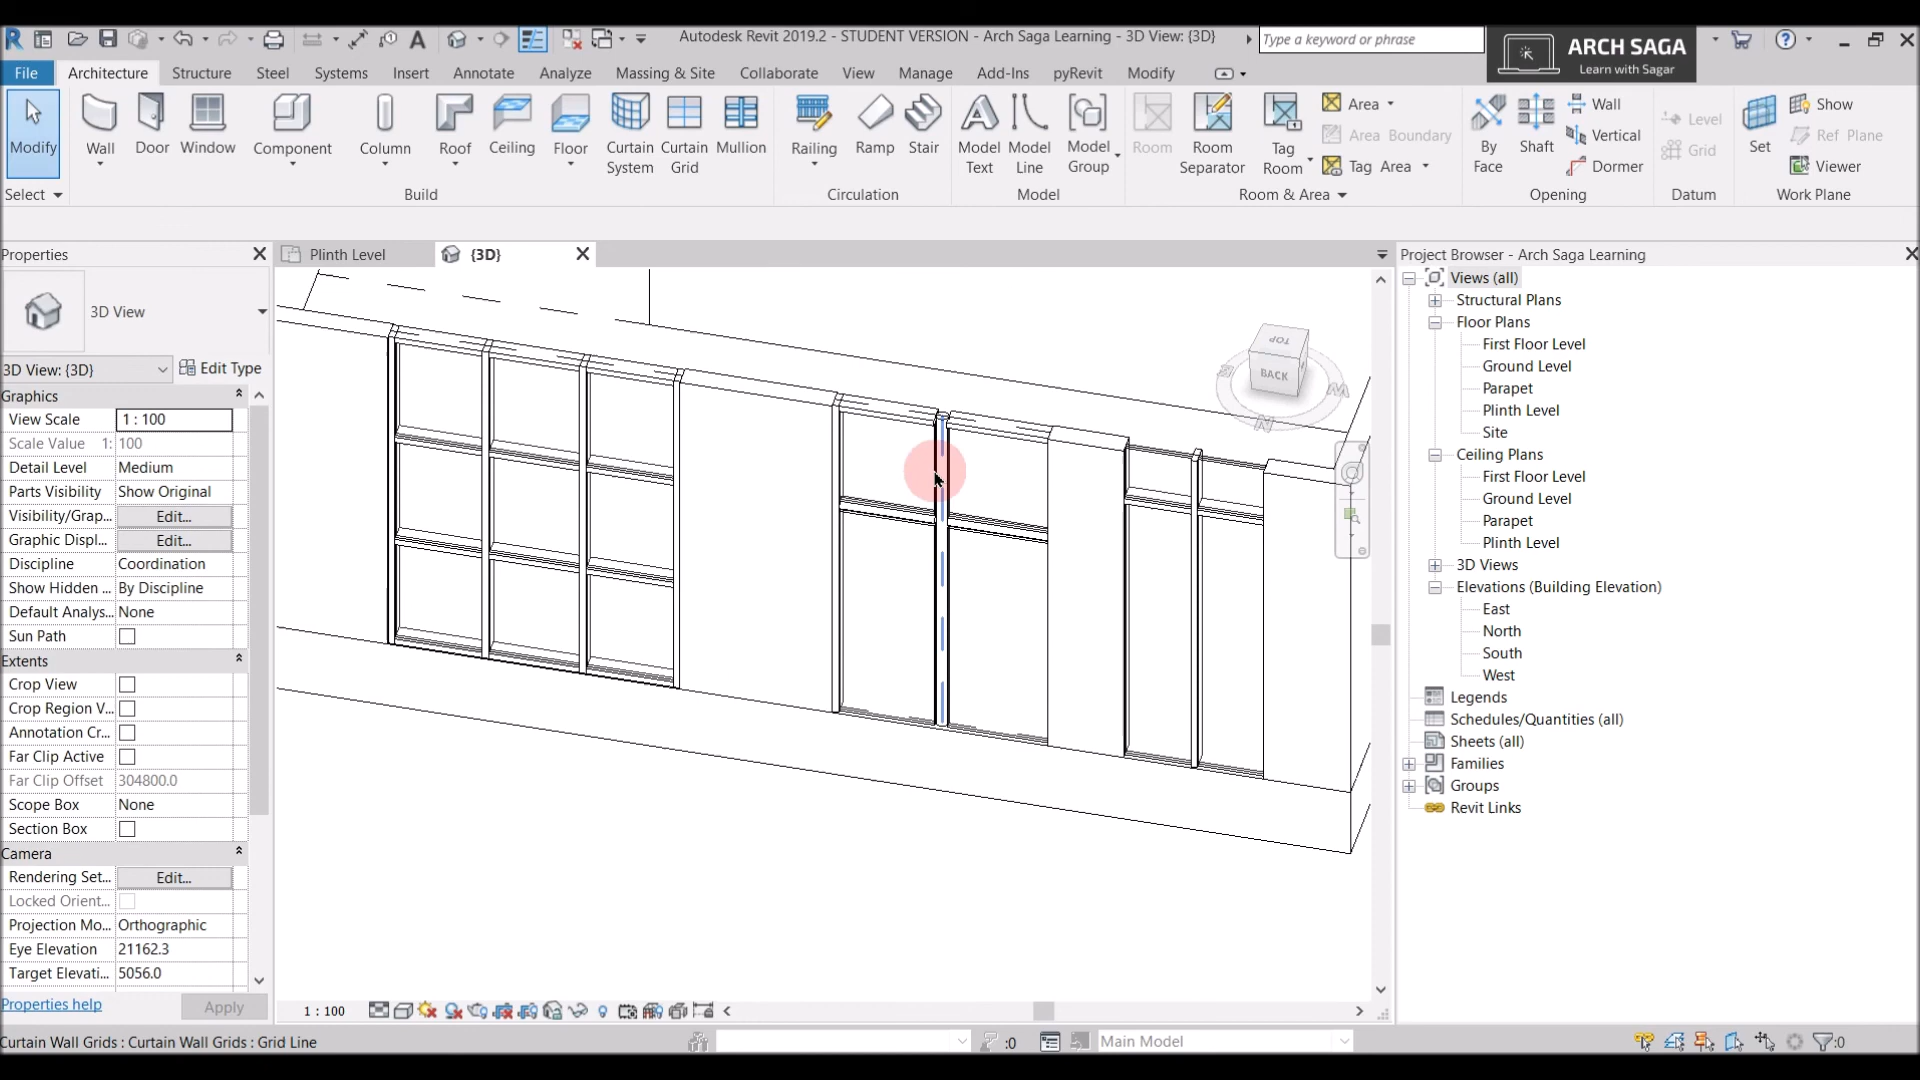 Autodesk Revit 2019.2 - STUDENT VERSION - Arch Saga Learning - 3D View: {3D}
Type a keyword or phrase
ARCH SAGA
Learn with Sagar
File Architecture Structure Steel Systems Insert Annotate Analyze Massing & Site Collaborate View Manage Add-Ins pyRevit Modify
Modify
Wall
Door
Window
Component
Column
Roof
Ceiling
Floor
Curtain System
Curtain Grid
Mullion
Railing
Ramp
Stair
Model Text
Model Line
Model Group
Room
Room Separator
Tag Room
Area
Area Boundary
Tag Area
By Face
Shaft
Wall
Vertical
Dormer
Level
Grid
Set
Show
Ref Plane
Viewer
Select Build Circulation Model Room & Area Opening Datum Work Plane
Properties
Plinth Level
{3D}
Project Browser - Arch Saga Learning
3D View
3D View: {3D}
Edit Type
Graphics
View Scale 1 : 100
Scale Value 1: 100
Detail Level Medium
Parts Visibility Show Original
Visibility/Grap... Edit...
Graphic Displ... Edit...
Discipline Coordination
Show Hidden ... By Discipline
Default Analys... None
Sun Path
Extents
Crop View
Crop Region V...
Annotation Cr...
Far Clip Active
Far Clip Offset 304800.0
Scope Box None
Section Box
Camera
Rendering Set... Edit...
Locked Orient...
Projection Mo... Orthographic
Eye Elevation 21162.3
Target Elevati... 5056.0
Properties help
Apply
TOP
BACK
Views (all)
Structural Plans
Floor Plans
First Floor Level
Ground Level
Parapet
Plinth Level
Site
Ceiling Plans
First Floor Level
Ground Level
Parapet
Plinth Level
3D Views
Elevations (Building Elevation)
East
North
South
West
Legends
Schedules/Quantities (all)
Sheets (all)
Families
Groups
Revit Links
1 : 100
Curtain Wall Grids : Curtain Wall Grids : Grid Line
:0
Main Model
:0